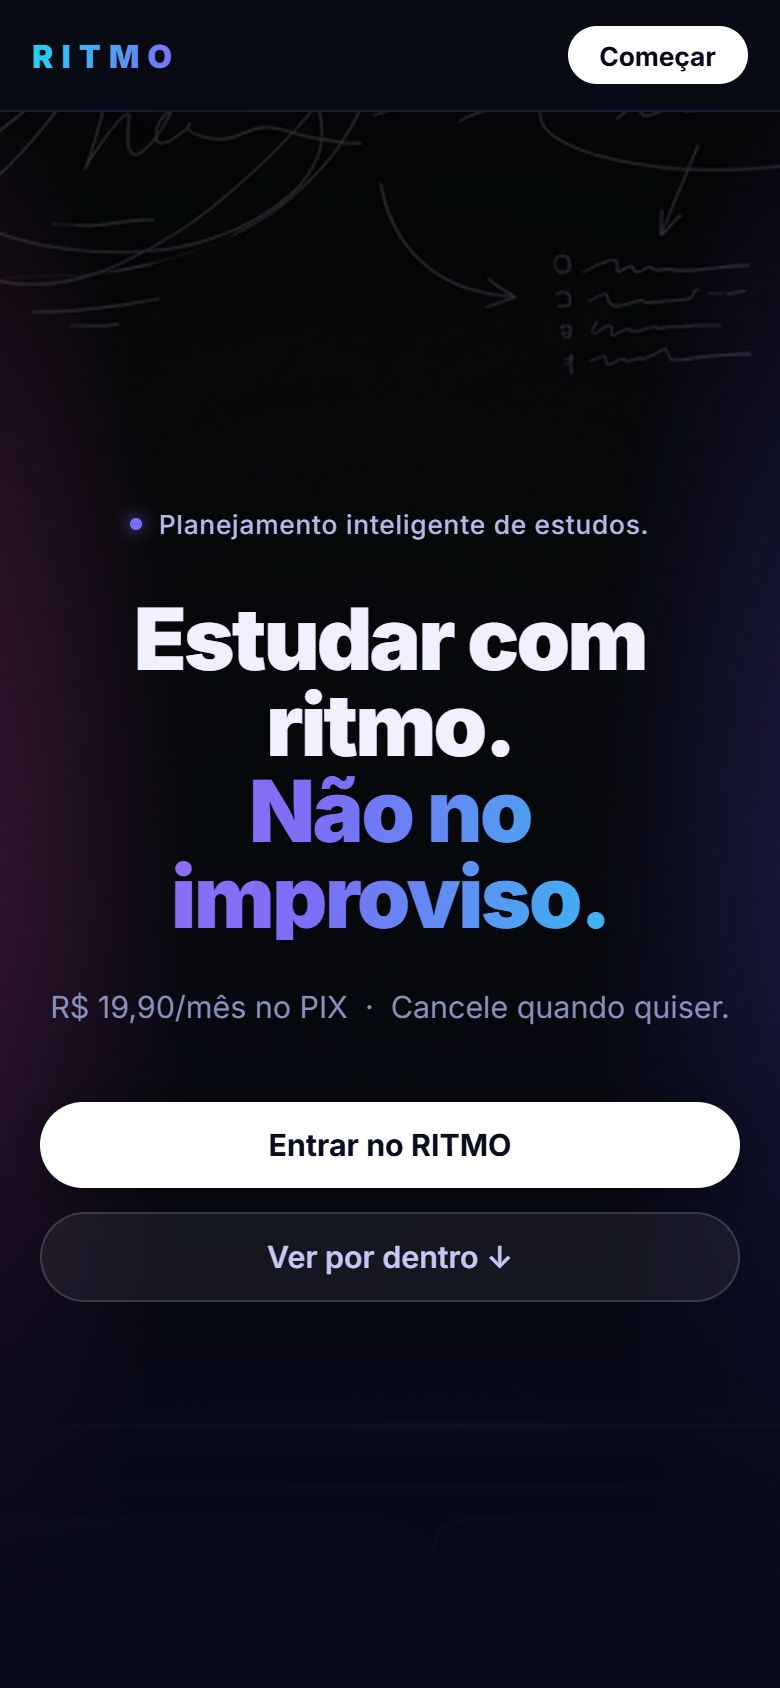 RITMO
Começar
Planejamento inteligente de estudos.
Estudar com
ritmo.
Não no
improviso.
R$ 19,90/mês no PIX · Cancele quando quiser.
Entrar no RITMO
Ver por dentro ↓